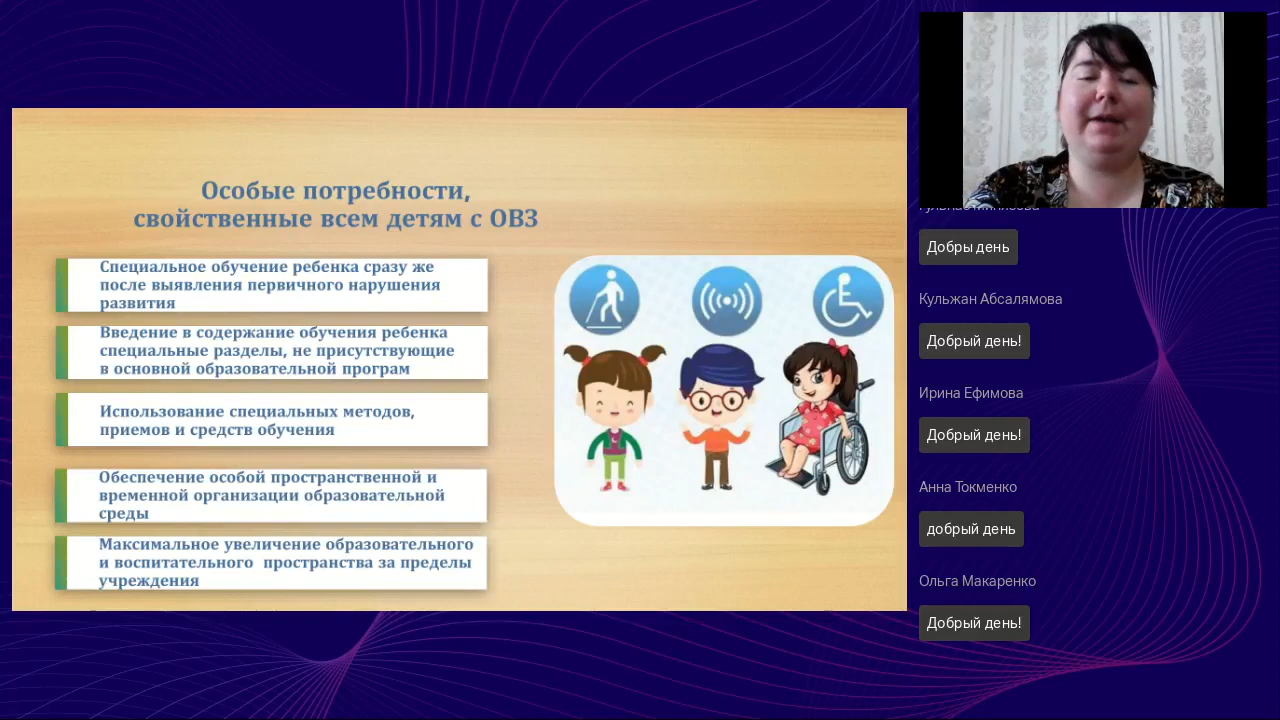 Особые потребности,
свойственные всем детям с ОВЗ
Специальное обучение ребенка сразу же
после выявления первичного нарушения
развития
Введение в содержание обучения ребенка
специальные разделы, не присутствующие
в основной образовательной програм
Использование специальных методов,
приемов и средств обучения
Обеспечение особой пространственной и
временной организации образовательной
среды
Максимальное увеличение образовательного
и воспитательного пространства за пределы
учреждения
Добры день
Кульжан Абсалямова
Добрый день!
Ирина Ефимова
Добрый день!
Анна Токменко
добрый день
Ольга Макаренко
Добрый день!